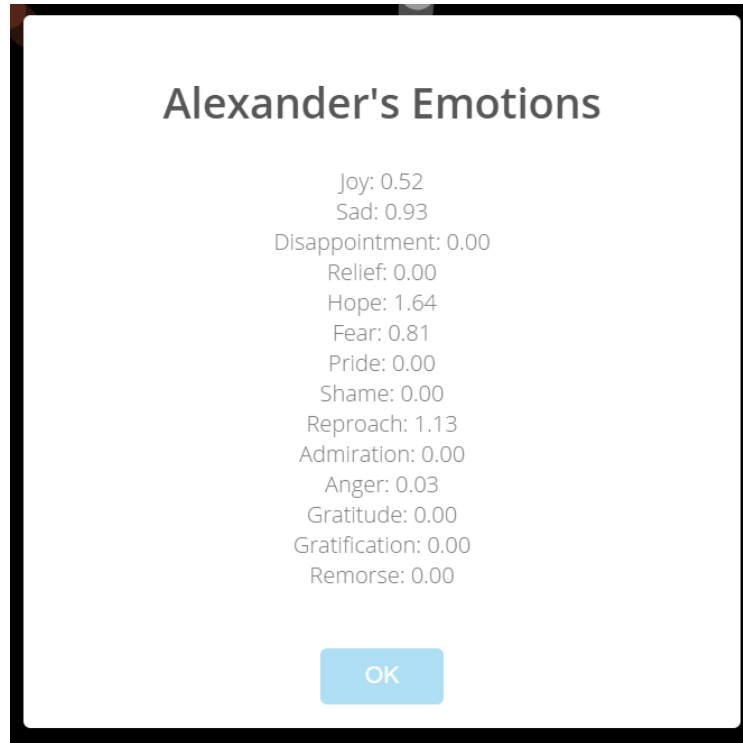 Alexander's Emotions
Joy: 0.52
Sad: 0.93
Disappointment: 0.00
Relief: 0.00
Hope: 1.64
Fear: 0.81
Pride: 0.00
Shame: 0.00
Reproach: 1.13
Admiration: 0.00
Anger: 0.03
Gratitude: 0.00
Gratification: 0.00
Remorse: 0.00
OK